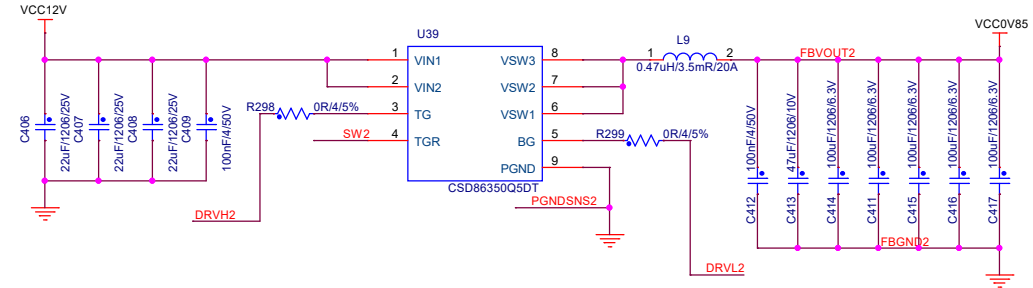 VCC12V
U39
VCC0V85
L9
1 VIN1 VSW3 8 1 2 FBVOUT2
0.47uH/3.5mR/20A
2 VIN2 VSW2 7
R298 0R/4/5% 3 TG VSW1 6
SW2 4 TGR BG 5 R299 0R/4/5%
PGND 9
CSD86350Q5DT
PGNDSNS2
DRVH2
DRVL2
FBGND2
C406
22uF/1206/25V
C407
22uF/1206/25V
C408
22uF/1206/25V
C409
100nF/4/50V
C412
100nF/4/50V
C413
47uF/1206/10V
C414
100uF/1206/6.3V
C411
100uF/1206/6.3V
C415
100uF/1206/6.3V
C416
100uF/1206/6.3V
C417
100uF/1206/6.3V